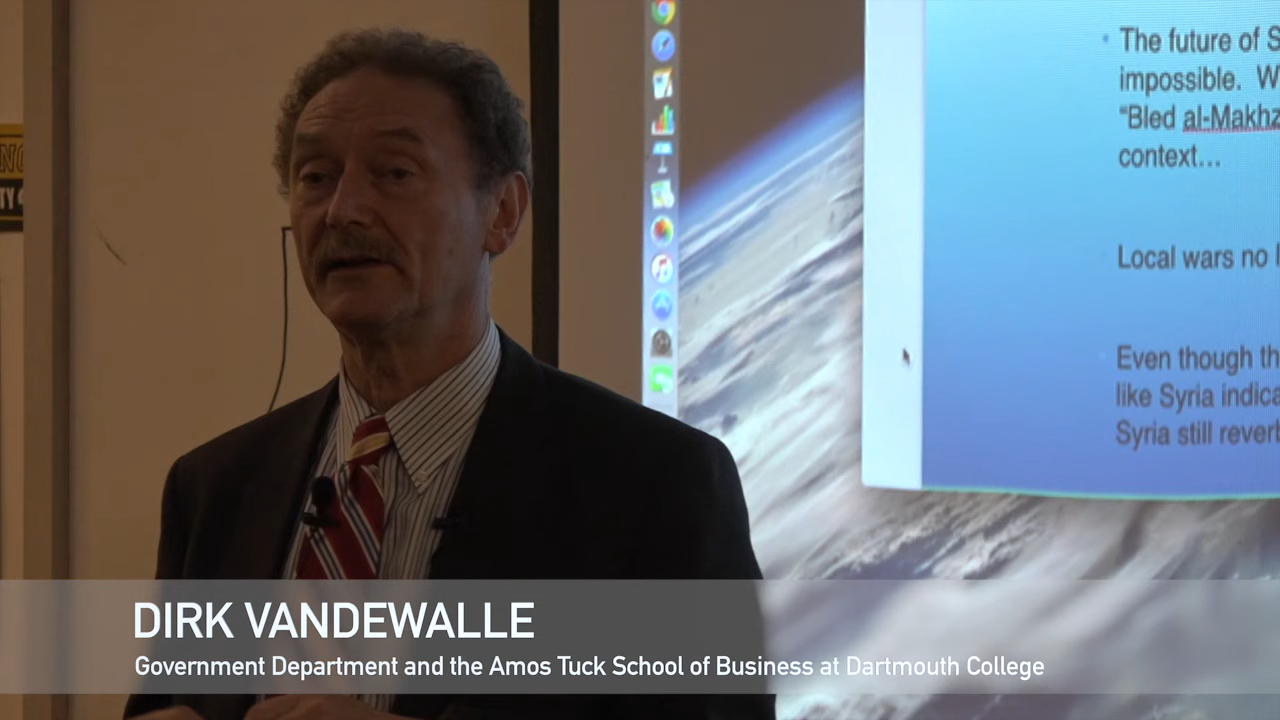 The future of S
impossible. W
"Bled al-Makhz
context...
Local wars no l
Even though th
like Syria indica
Syria still reverb
DIRK VANDEWALLE
Government Department and the Amos Tuck School of Business at Dartmouth College